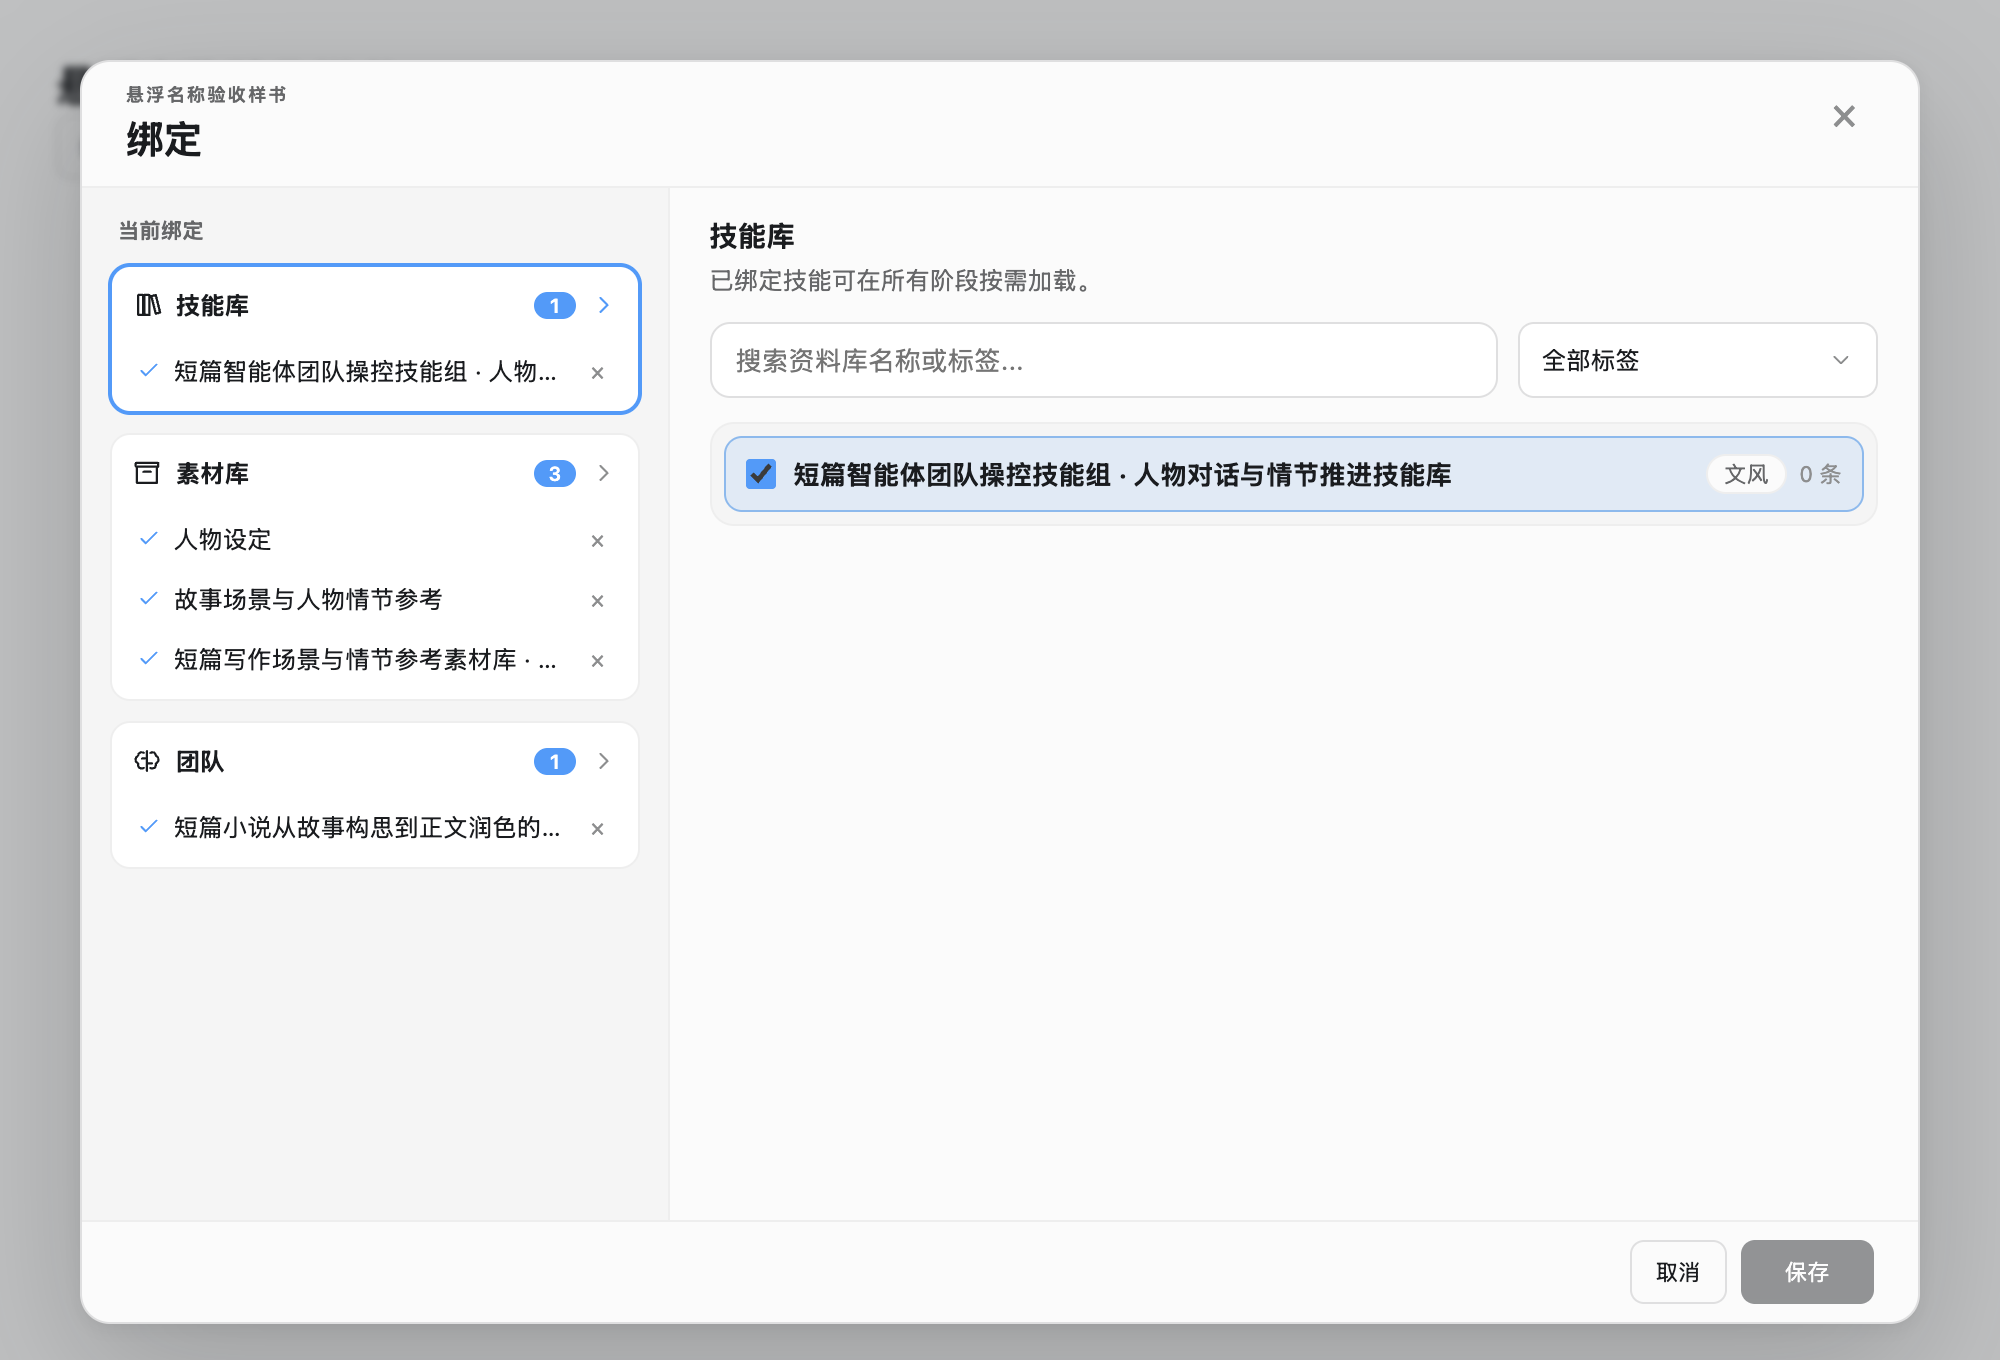 悬浮名称验收样书
绑定
当前绑定
技能库 1
短篇智能体团队操控技能组 · 人物...
素材库 3
人物设定
故事场景与人物情节参考
短篇写作场景与情节参考素材库 · ...
团队 1
短篇小说从故事构思到正文润色的...
技能库
已绑定技能可在所有阶段按需加载。
搜索资料库名称或标签...
全部标签
短篇智能体团队操控技能组 · 人物对话与情节推进技能库 文风 0 条
取消 保存